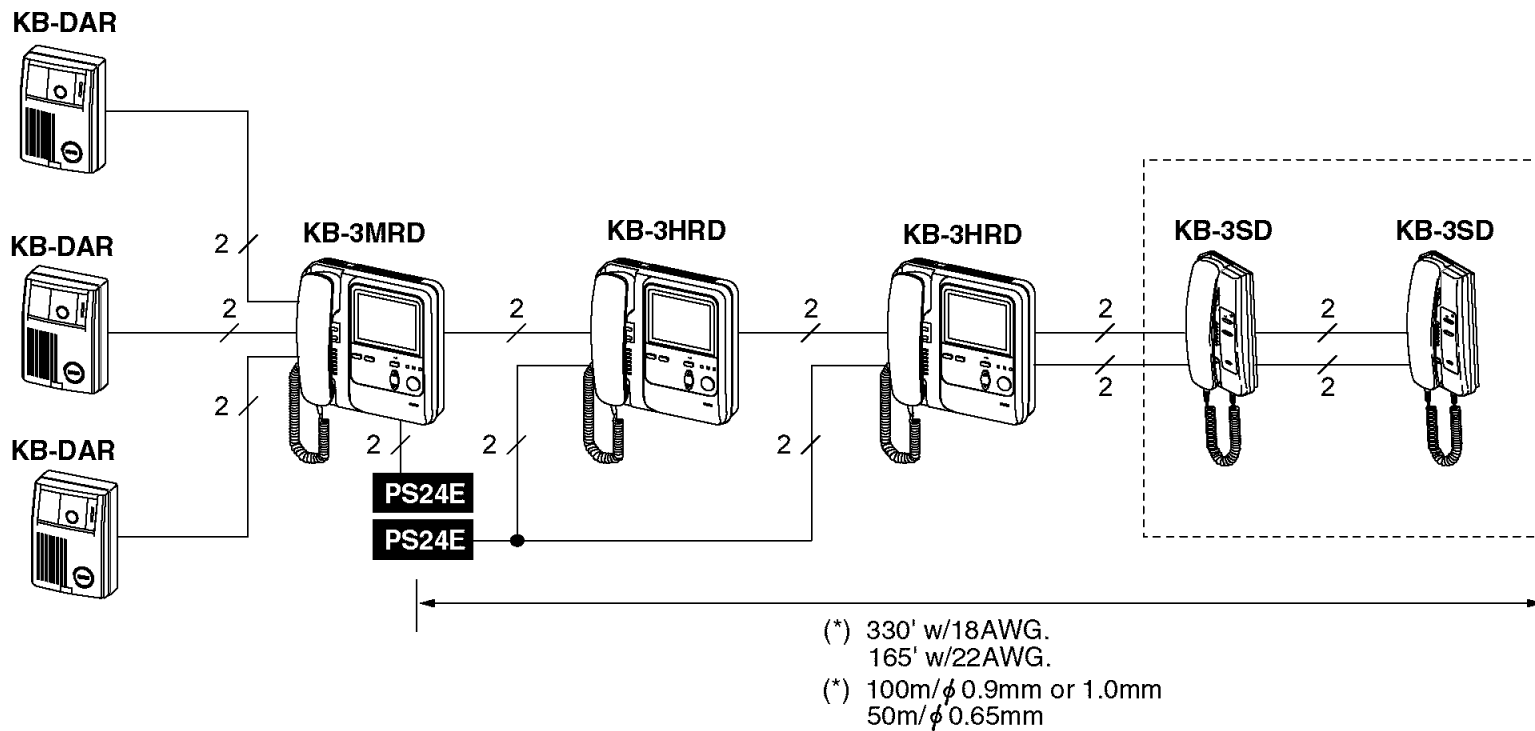 KB-DAR
KB-DAR
KB-DAR
KB-3MRD
KB-3HRD
KB-3HRD
KB-3SD
KB-3SD
2
2
2
2
2
2
2
2
2
2
2
2
PS24E
PS24E
(*) 330' w/18AWG.
165' w/22AWG.
(*) 100m/ϕ 0.9mm or 1.0mm
50m/ϕ 0.65mm